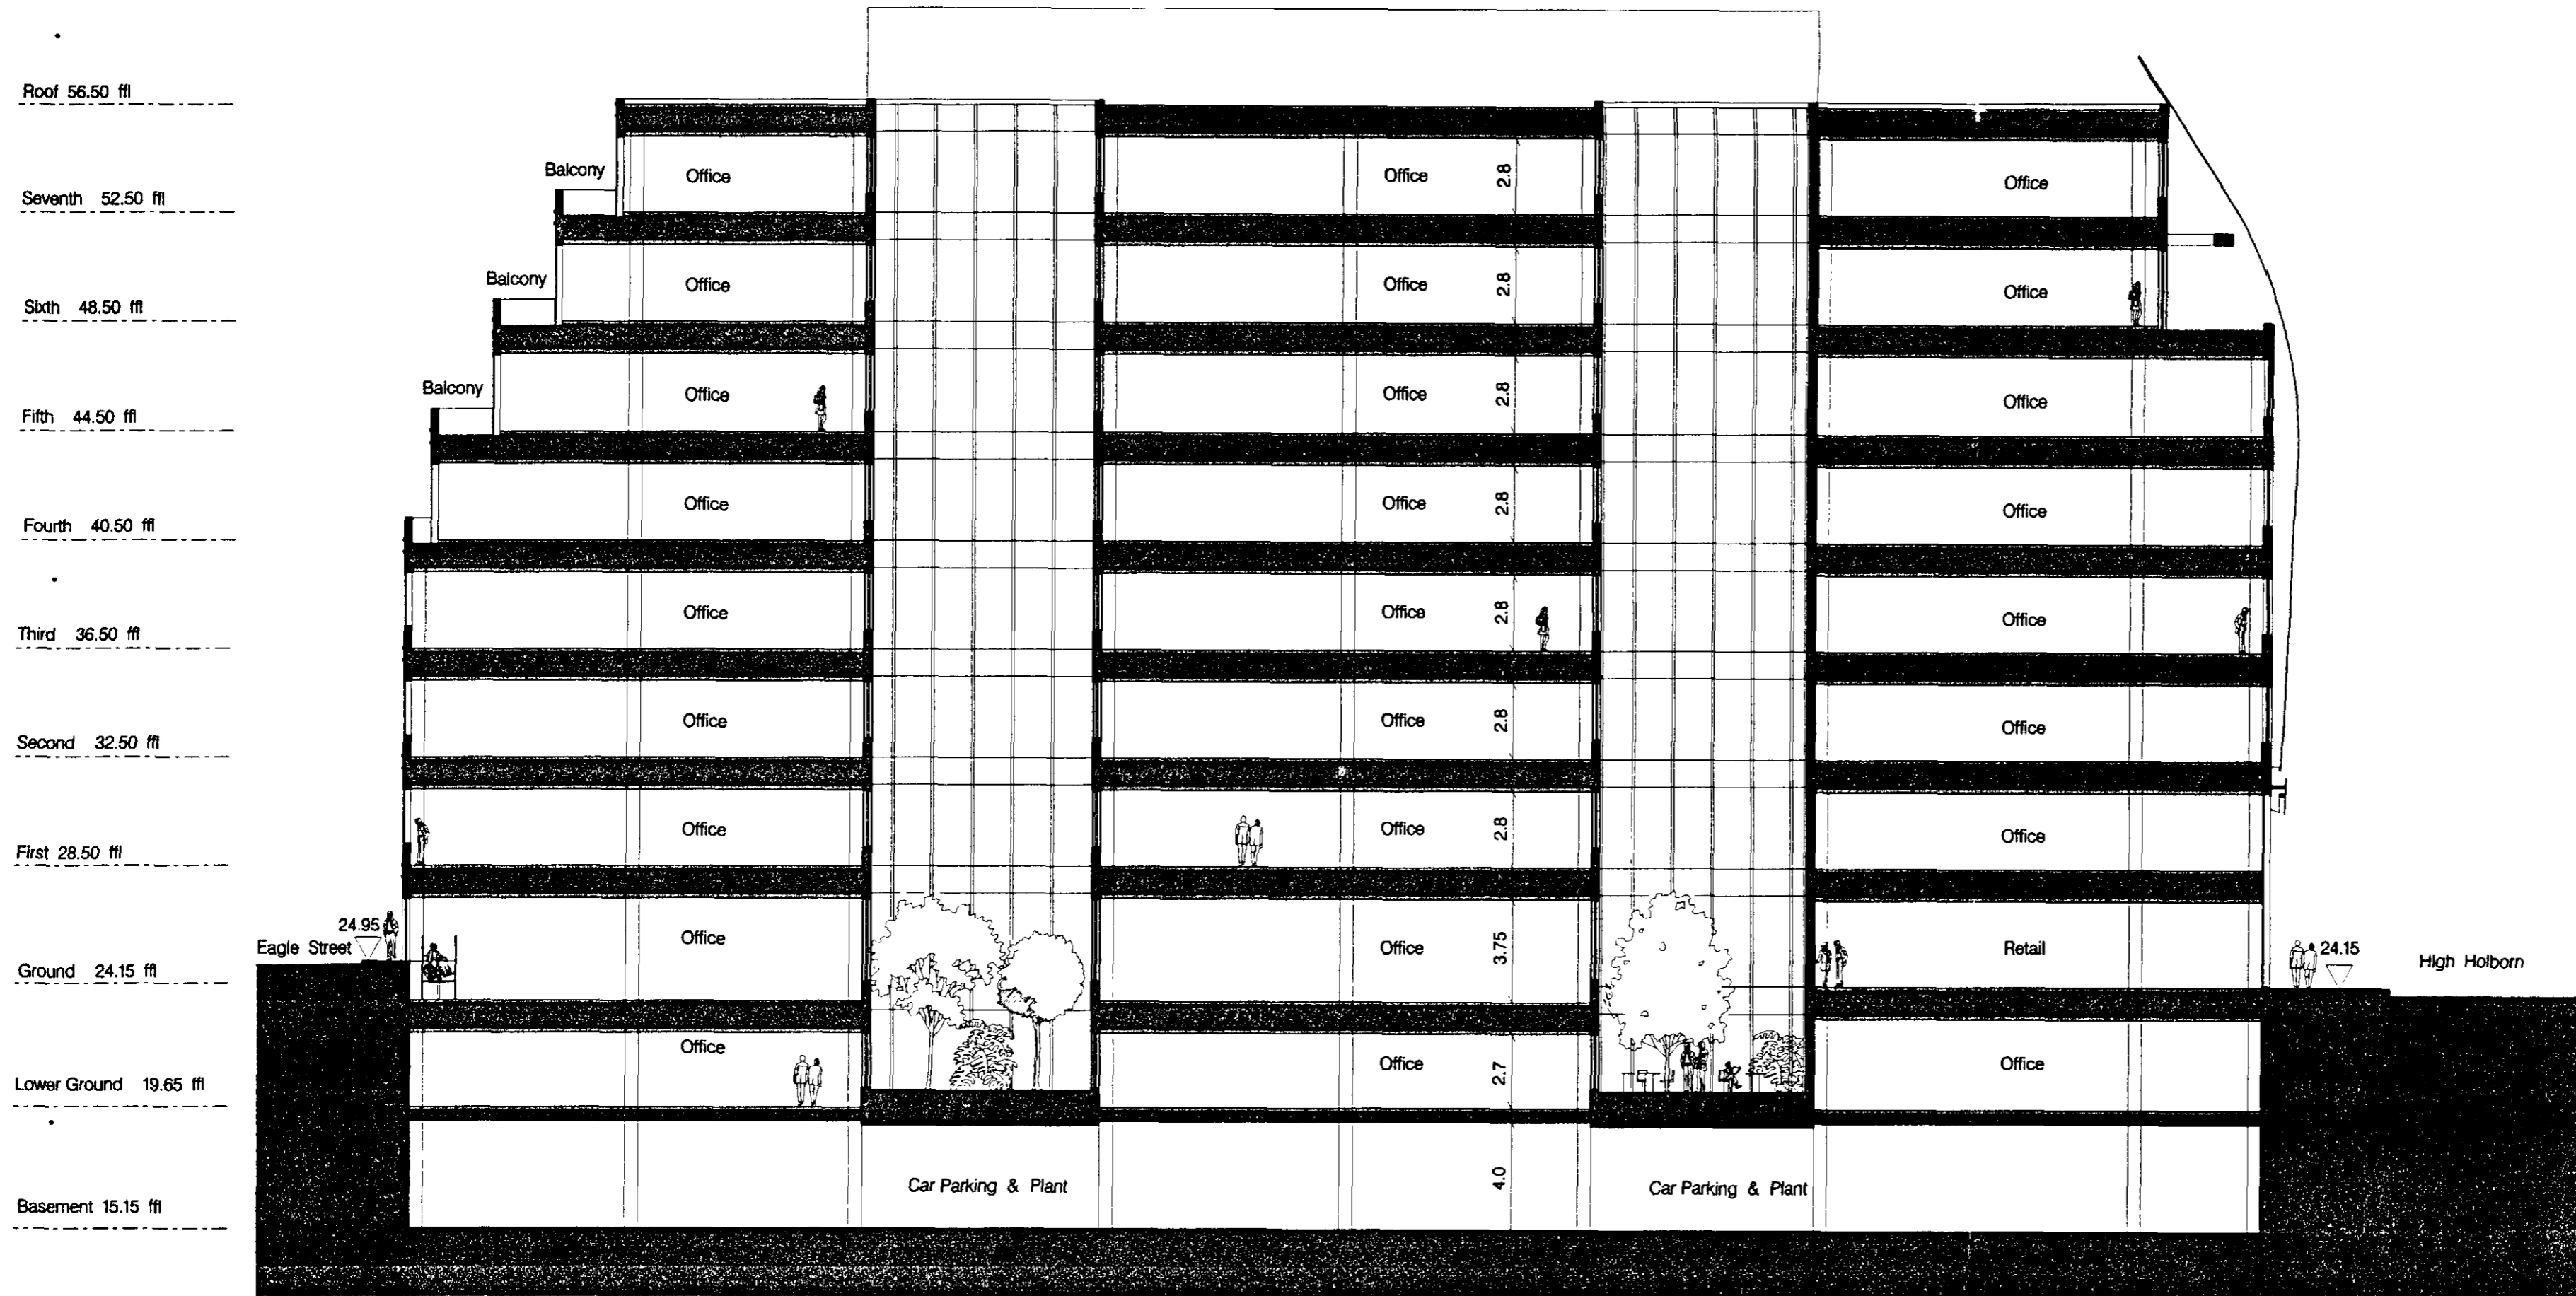 Roof 56.50 ffl
Balcony
Office
Office
2.8
Office
Seventh 52.50 ffl
Balcony
Office
Office
2.8
Office
Sixth 48.50 ffl
Balcony
Office
Office
2.8
Office
Fifth 44.50 ffl
Office
Office
2.8
Office
Fourth 40.50 ffl
Office
Office
2.8
Office
Third 36.50 ffl
Office
Office
2.8
Office
Second 32.50 ffl
Office
Office
2.8
Office
First 28.50 ffl
24.95
Eagle Street
Office
Office
3.75
Retail
24.15
High Holborn
Ground 24.15 ffl
Office
Office
2.7
Office
Lower Ground 19.65 ffl
Car Parking & Plant
4.0
Car Parking & Plant
Basement 15.15 ffl